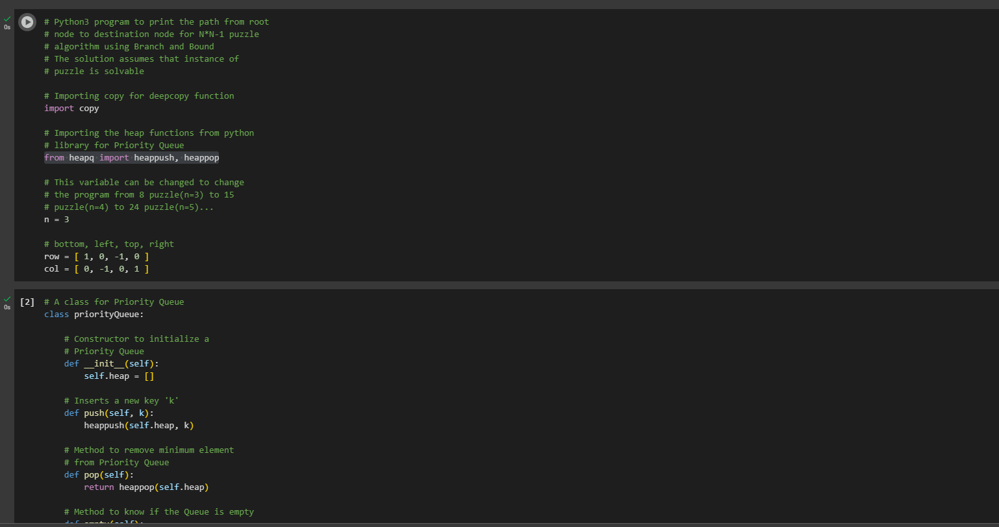 0s
# Python3 program to print the path from root
# node to destination node for N*N-1 puzzle
# algorithm using Branch and Bound
# The solution assumes that instance of
# puzzle is solvable
# Importing copy for deepcopy function
import copy
# Importing the heap functions from python
# library for Priority Queue
from heapq import heappush, heappop
# This variable can be changed to change
# the program from 8 puzzle(n=3) to 15
# puzzle(n=4) to 24 puzzle(n=5)...
n = 3
# bottom, left, top, right
row = [ 1, 0, -1, 0 ]
col = [ 0, -1, 0, 1 ]
0s
[2] # A class for Priority Queue
class priorityQueue:
# Constructor to initialize a
# Priority Queue
def __init__(self):
self.heap = []
# Inserts a new key 'k'
def push(self, k):
heappush(self.heap, k)
# Method to remove minimum element
# from Priority Queue
def pop(self):
return heappop(self.heap)
# Method to know if the Queue is empty
def empty(self):